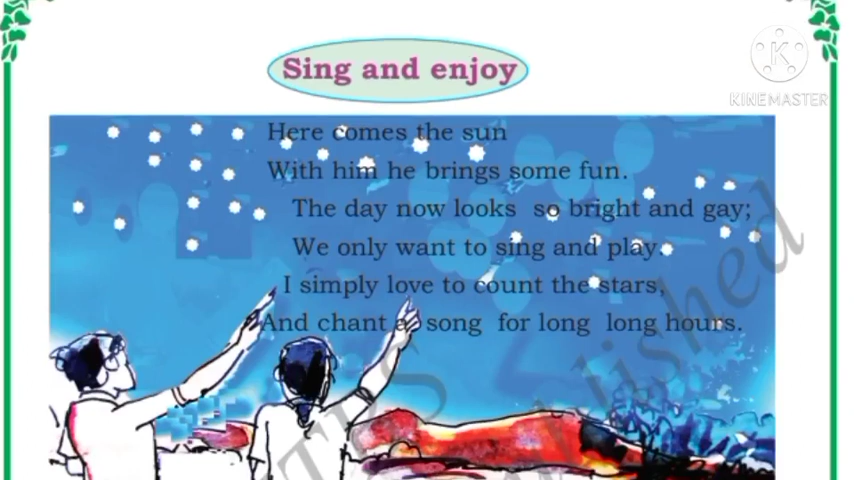 Sing and enjoy
KINEMASTER
Here comes the sun
With him he brings some fun.
The day now looks so bright and gay;
We only want to sing and play.
I simply love to count the stars,
And chant a song for long long hours.